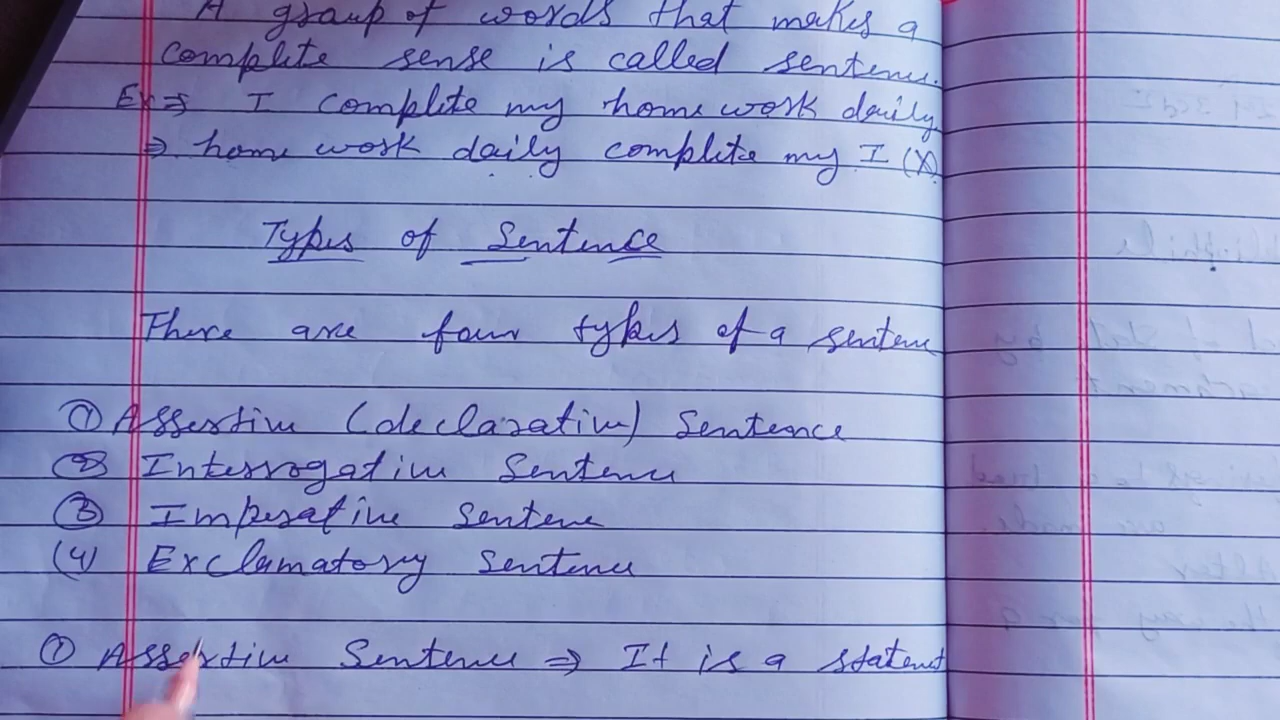 A group of words that makes a
complete sense is called sentence.
Ex⇒ I complete my home work daily
⇒ home work daily complete my I (X)
Types of Sentence
There are four types of a sentence
① Assertive (declarative) Sentence
② Interrogative Sentence
③ Imperative Sentence
(4) Exclamatory Sentence
① Assertive Sentence ⇒ It is a statement